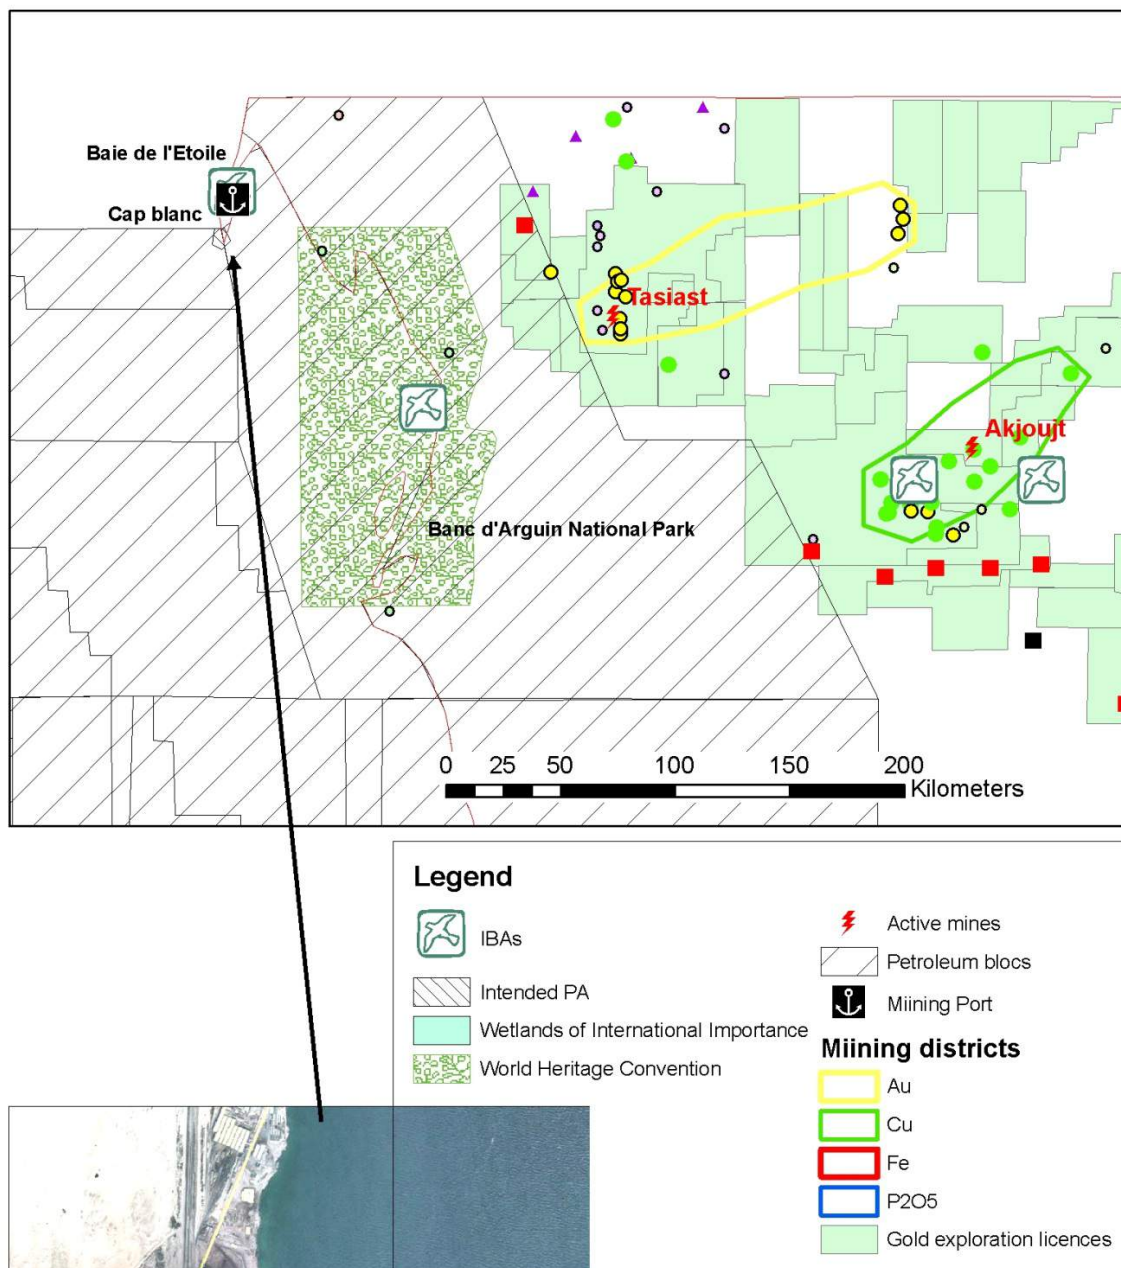 Baie de l'Etoile
Cap blanc
Tasiast
Akjoujt
Banc d'Arguin National Park
0 25 50 100 150 200
Kilometers
Legend
IBAs
Intended PA
Wetlands of International Importance
World Heritage Convention
Active mines
Petroleum blocs
Miining Port
Miining districts
Au
Cu
Fe
P2O5
Gold exploration licences